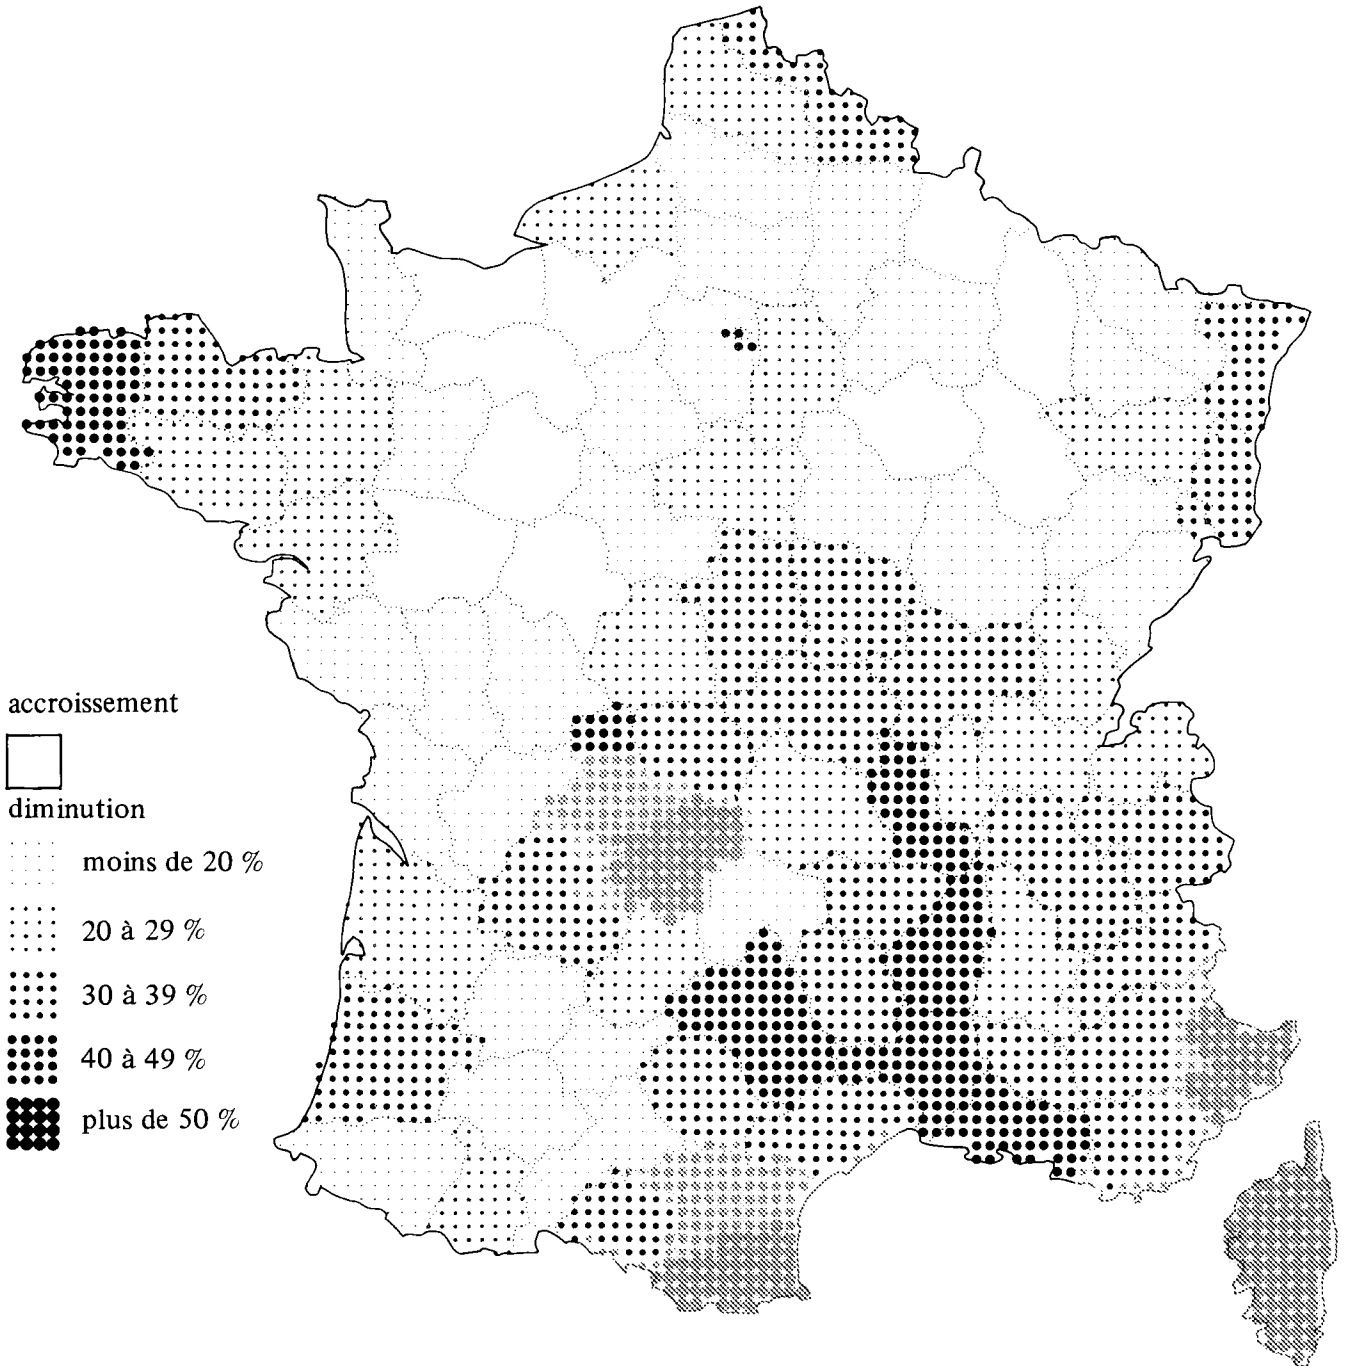 accroissement
diminution
moins de 20 %
20 à 29 %
30 à 39 %
40 à 49 %
plus de 50 %